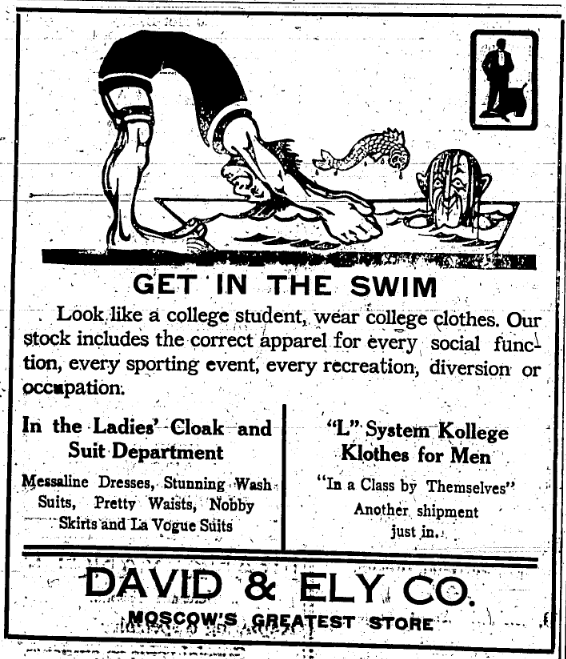 GET IN THE SWIM
Look like a college student, wear college clothes. Our
stock includes the correct apparel for every social func-
tion, every sporting event, every recreation, diversion or
occupation.
In the Ladies' Cloak and
Suit Department
Messaline Dresses, Stunning Wash
Suits, Pretty Waists, Nobby
Skirts and La Vogue Suits
"L" System Kollege
Klothes for Men
"In a Class by Themselves"
Another shipment
just in.
DAVID & ELY CO.
MOSCOW'S GREATEST STORE